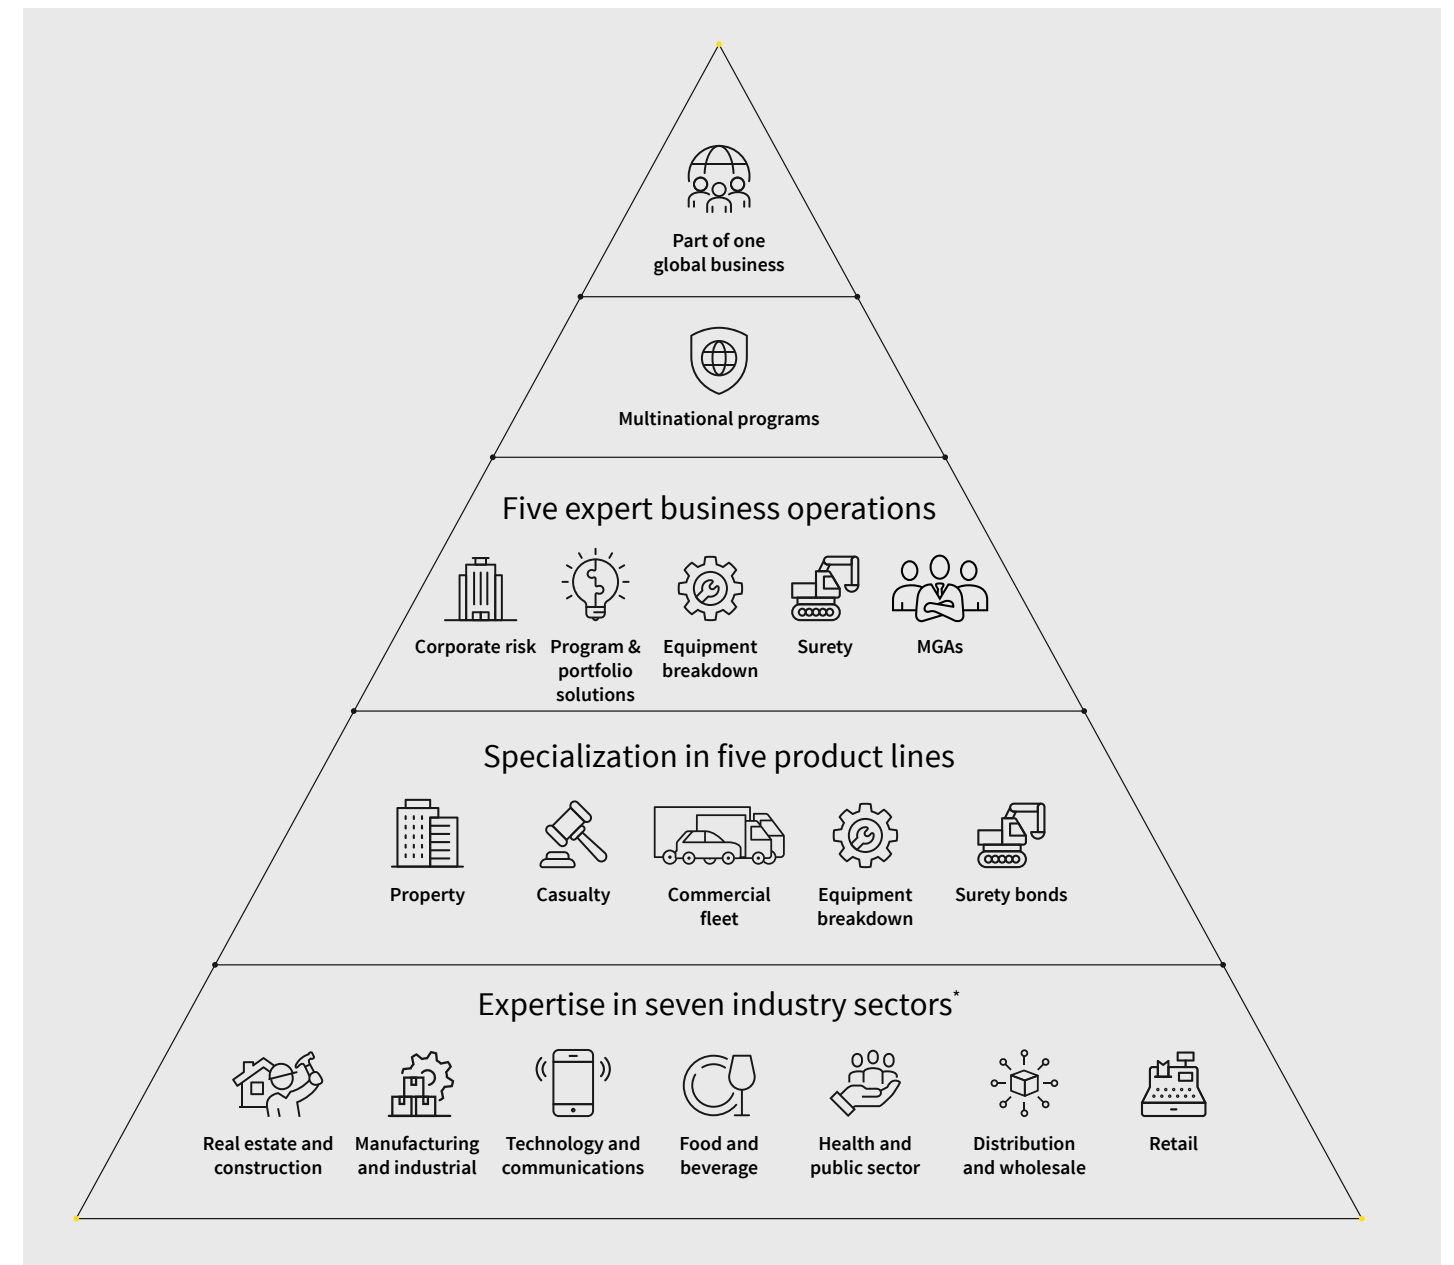 Part of one
global business
Multinational programs
Five expert business operations
Corporate risk
Program &
portfolio
solutions
Equipment
breakdown
Surety
MGAs
Specialization in five product lines
Property
Casualty
Commercial
fleet
Equipment
breakdown
Surety bonds
Expertise in seven industry sectors*
Real estate and
construction
Manufacturing
and industrial
Technology and
communications
Food and
beverage
Health and
public sector
Distribution
and wholesale
Retail